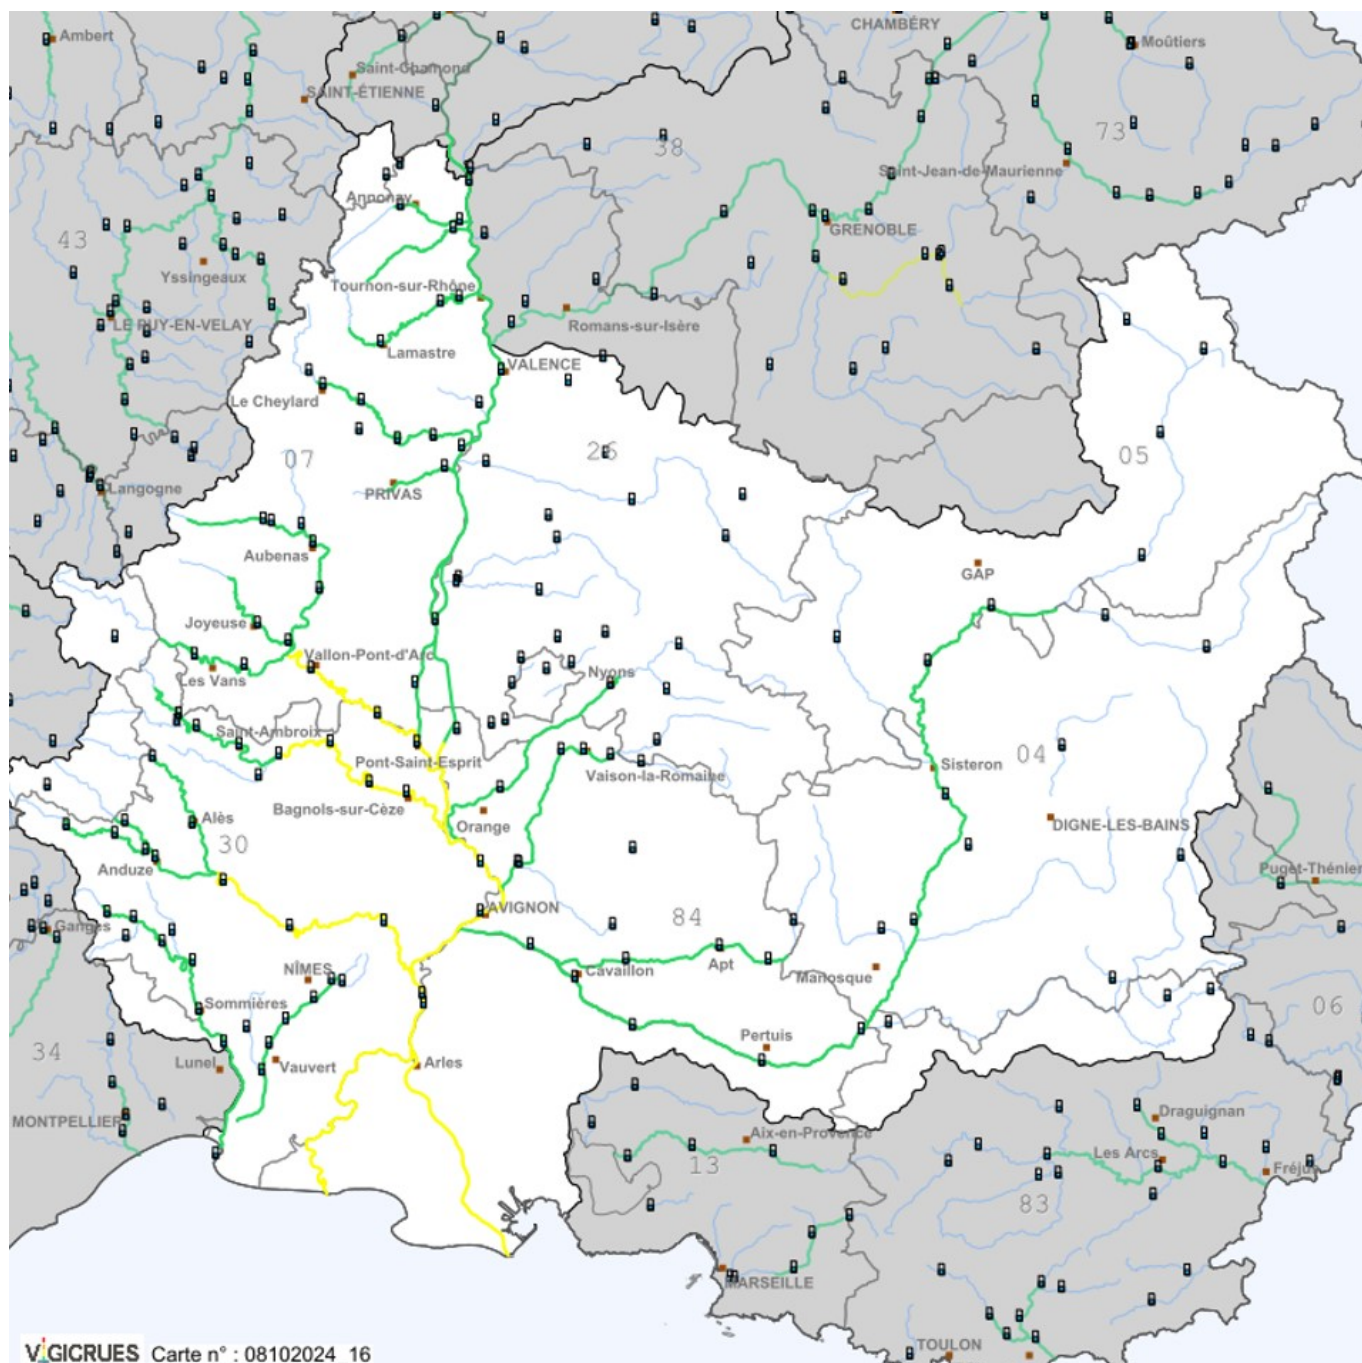 CHAMBÉRY
Ambert
Moûtiers
Saint-Chamond
SAINT-ÉTIENNE
73
38
Saint-Jean-de-Maurienne
Annonay
GRENOBLE
43
Yssingeaux
Tournon-sur-Rhône
LE PUY-EN-VELAY
Romans-sur-Isère
Lamastre
VALENCE
Le Cheylard
26
05
07
Langogne
PRIVAS
Aubenas
GAP
Joyeuse
Vallon-Pont-d'Arc
Les Vans
Nyons
Saint-Ambroix
04
Pont-Saint-Esprit
Sisteron
Vaison-la-Romaine
Bagnols-sur-Cèze
Orange
Alès
DIGNE-LES-BAINS
30
Anduze
Puget-Thénier
AVIGNON
84
Ganges
NÎMES
Cavaillon
Apt
Manosque
Sommières
06
Pertuis
34
Lunel
Vauvert
Arles
MONTPELLIER
Draguignan
Aix-en-Provence
13
Les Arcs
Fréjus
83
MARSEILLE
TOULON
VIGICRUES Carte n° : 08102024_16